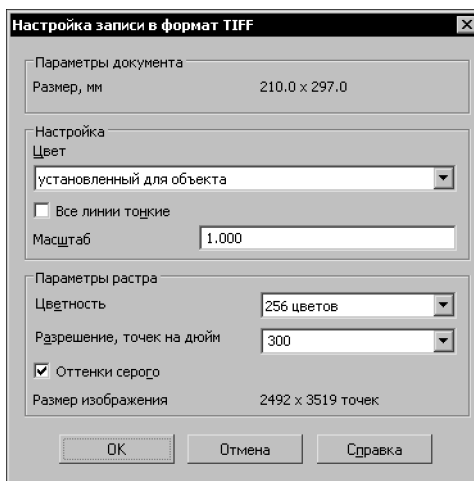 Настройка записи в формат TIFF
Параметры документа
Размер, мм 210.0 x 297.0
Настройка
Цвет
установленный для объекта
Все линии тонкие
Масштаб 1.000
Параметры растра
Цветность 256 цветов
Разрешение, точек на дюйм 300
Оттенки серого
Размер изображения 2492 x 3519 точек
OK Отмена Справка